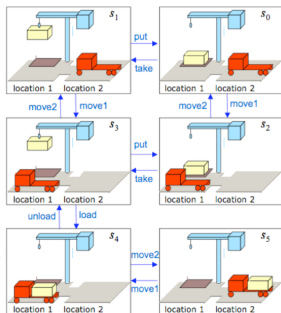 s1 put s0
take
location 1 location 2 location 1 location 2
move2 move1 move2 move1
s3 put s2
take
location 1 location 2 location 1 location 2
unload load
s4 move2 s5
move1
location 1 location 2 location 1 location 2